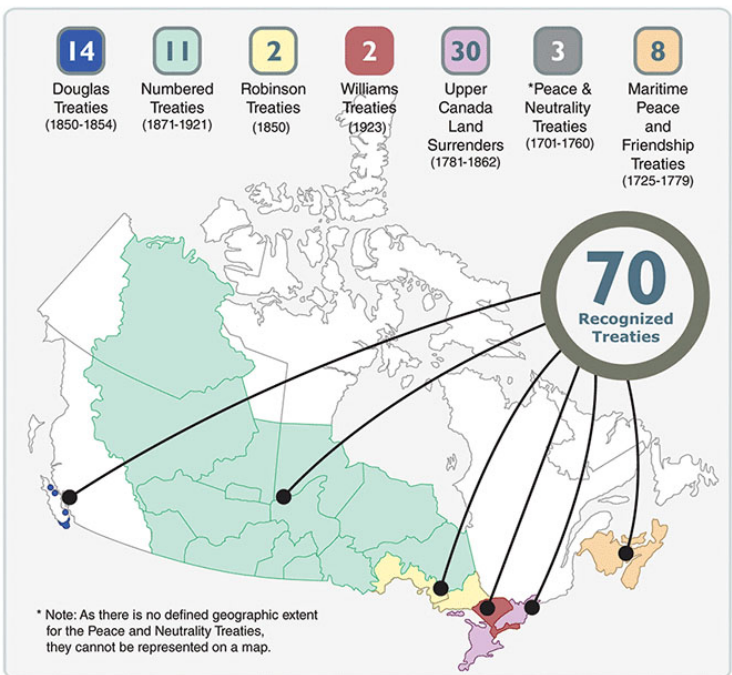 14
Douglas
Treaties
(1850-1854)
11
Numbered
Treaties
(1871-1921)
2
Robinson
Treaties
(1850)
2
Williams
Treaties
(1923)
30
Upper
Canada
Land
Surrenders
(1781-1862)
3
*Peace &
Neutrality
Treaties
(1701-1760)
8
Maritime
Peace
and
Friendship
Treaties
(1725-1779)
70
Recognized
Treaties
* Note: As there is no defined geographic extent
for the Peace and Neutrality Treaties,
they cannot be represented on a map.